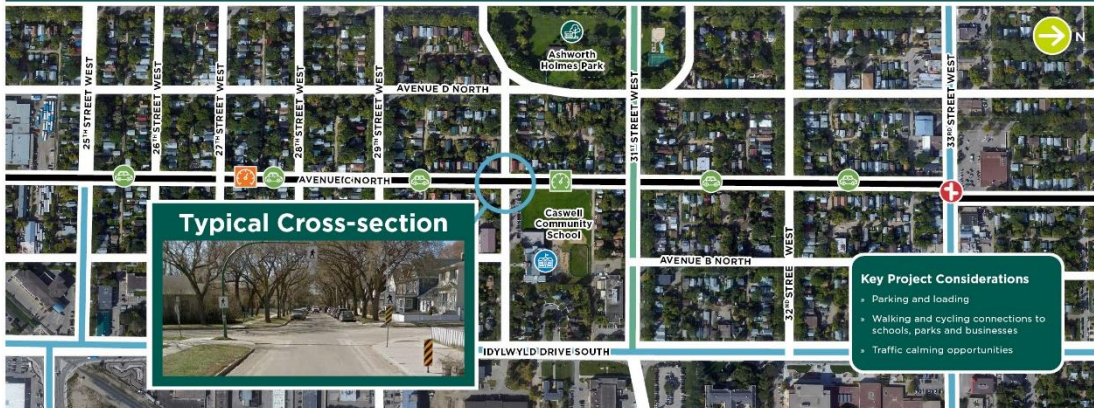 Ashworth
Holmes Park
N
AVENUE D NORTH
25TH STREET WEST
26TH STREET WEST
27TH STREET WEST
28TH STREET WEST
29TH STREET WEST
31ST STREET WEST
33RD STREET WEST
AVENUE C NORTH
Caswell
Community
School
Typical Cross-section
AVENUE B NORTH
32ND STREET WEST
Key Project Considerations
» Parking and loading
» Walking and cycling connections to
schools, parks and businesses
» Traffic calming opportunities
IDYLWYLD DRIVE SOUTH